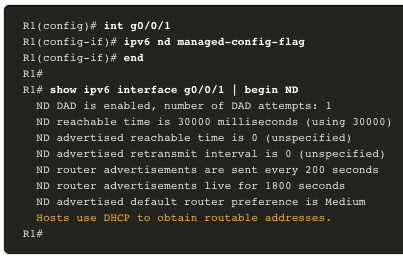 R1(config)# int g0/0/1
R1(config-if)# ipv6 nd managed-config-flag
R1(config-if)# end
R1#
R1# show ipv6 interface g0/0/1 | begin ND
ND DAD is enabled, number of DAD attempts: 1
ND reachable time is 30000 milliseconds (using 30000)
ND advertised reachable time is 0 (unspecified)
ND advertised retransmit interval is 0 (unspecified)
ND router advertisements are sent every 200 seconds
ND router advertisements live for 1800 seconds
ND advertised default router preference is Medium
Hosts use DHCP to obtain routable addresses.
R1#